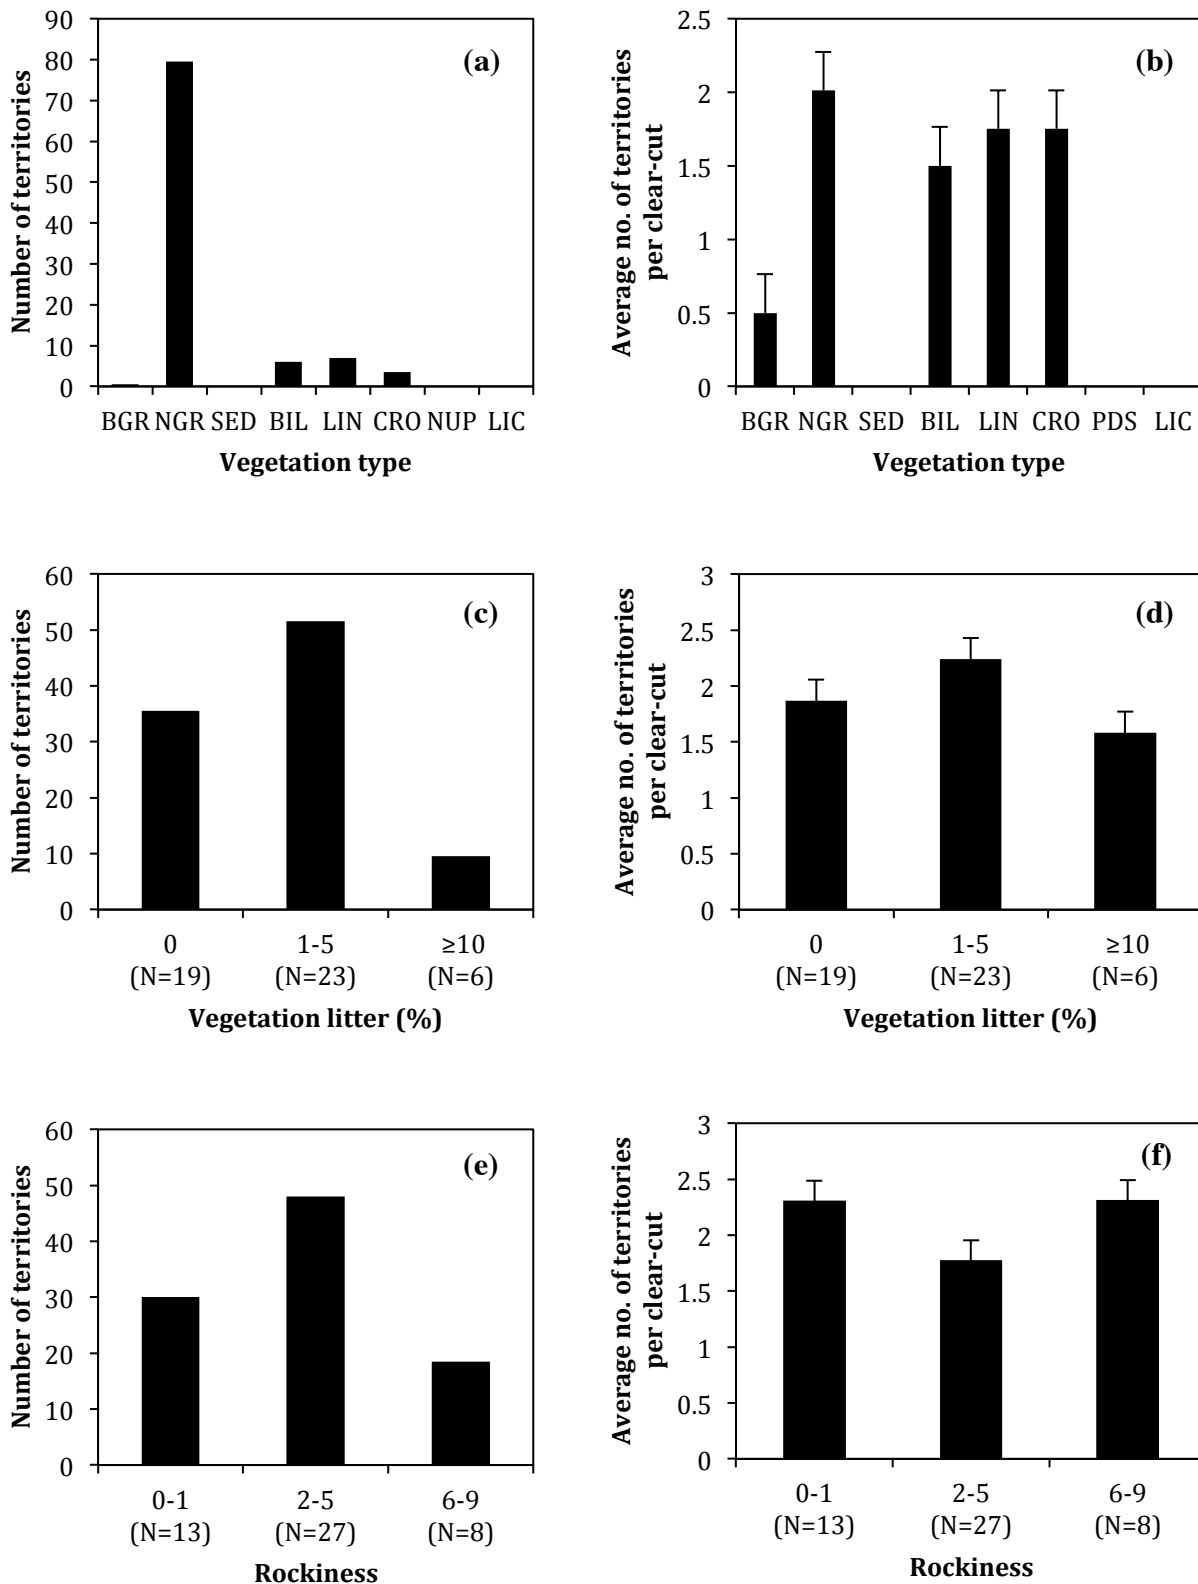 (a)
Number of territories
90
80
70
60
50
40
30
20
10
0
BGR NGR SED BIL LIN CRO NUP LIC
Vegetation type
(b)
Average no. of territories
per clear-cut
2.5
2
1.5
1
0.5
0
BGR NGR SED BIL LIN CRO PDS LIC
Vegetation type
(c)
Number of territories
60
50
40
30
20
10
0
0 1-5 ≥10
(N=19) (N=23) (N=6)
Vegetation litter (%)
(d)
Average no. of territories
per clear-cut
3
2.5
2
1.5
1
0.5
0
0 1-5 ≥10
(N=19) (N=23) (N=6)
Vegetation litter (%)
(e)
Number of territories
60
50
40
30
20
10
0
0-1 2-5 6-9
(N=13) (N=27) (N=8)
Rockiness
(f)
Average no. of territories
per clear-cut
3
2.5
2
1.5
1
0.5
0
0-1 2-5 6-9
(N=13) (N=27) (N=8)
Rockiness